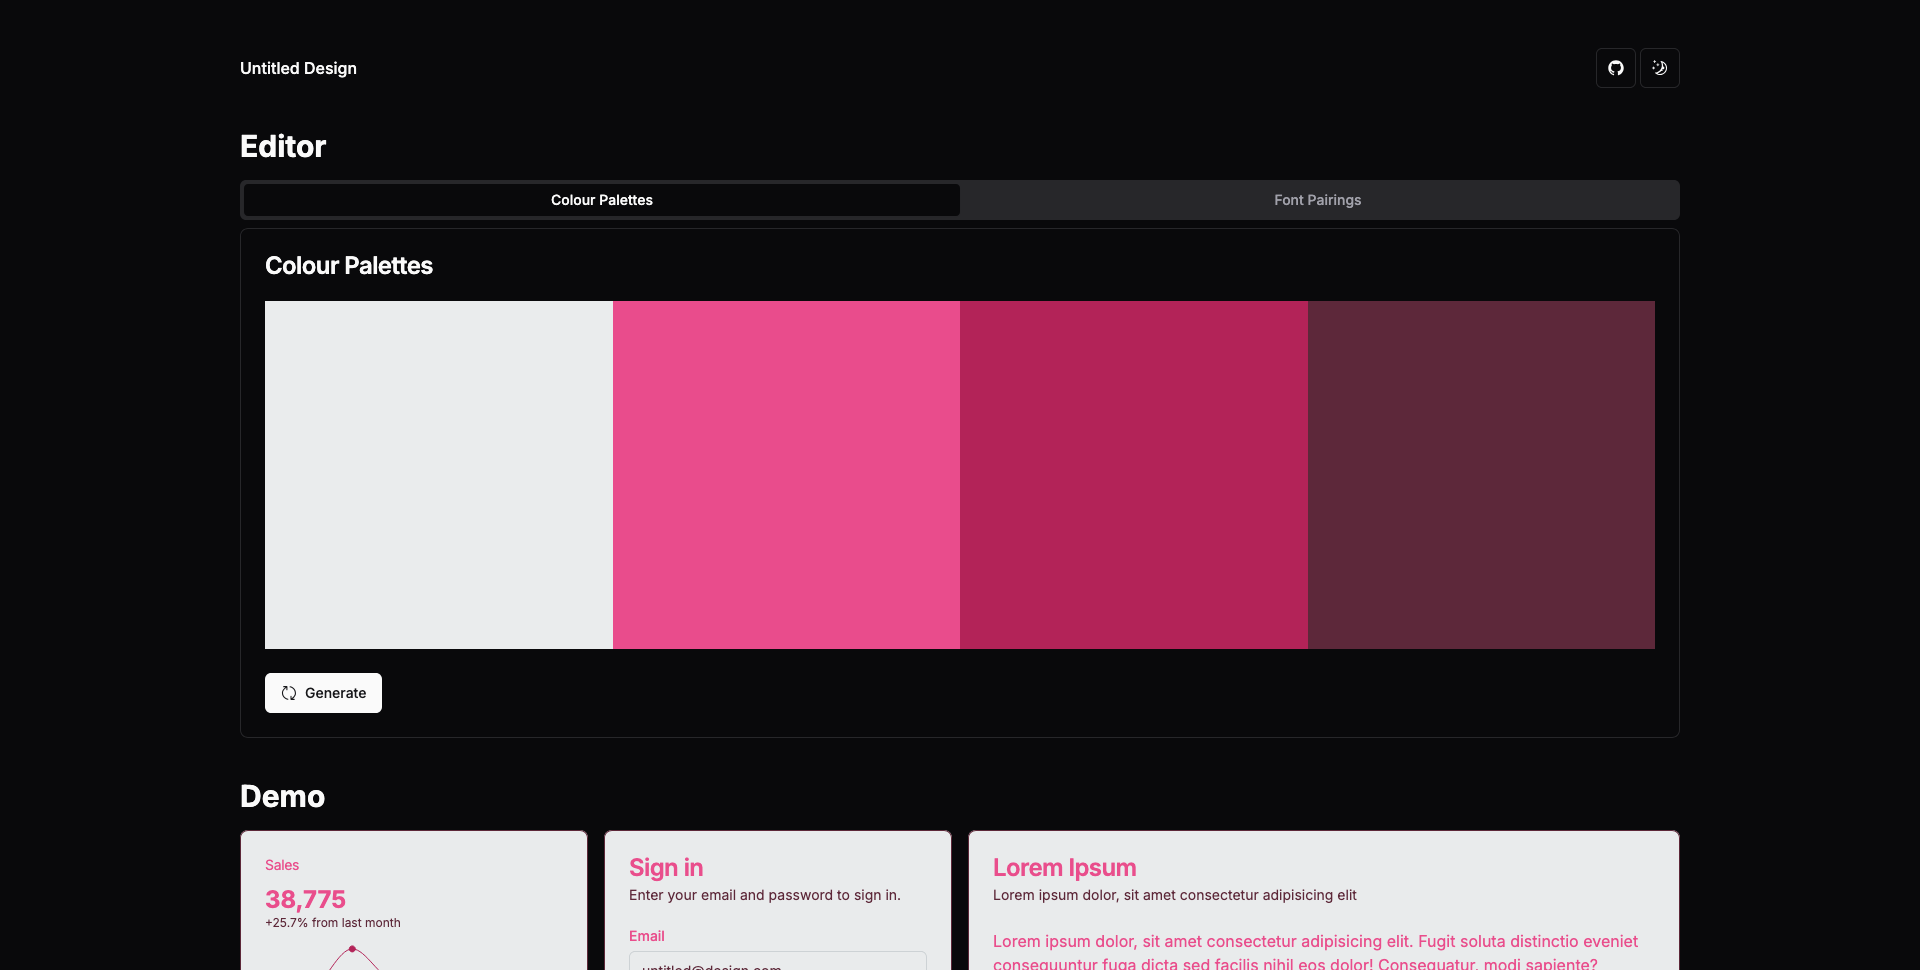 Untitled Design
Editor
Colour Palettes
Font Pairings
Colour Palettes
Generate
Demo
Sales
38,775
+25.7% from last month
Sign in
Enter your email and password to sign in.
Email
untitled@design.com
Lorem Ipsum
Lorem ipsum dolor, sit amet consectetur adipisicing elit
Lorem ipsum dolor, sit amet consectetur adipisicing elit. Fugit soluta distinctio eveniet
consequuntur fuga dicta sed facilis nihil eos dolor! Consequatur, modi sapiente?